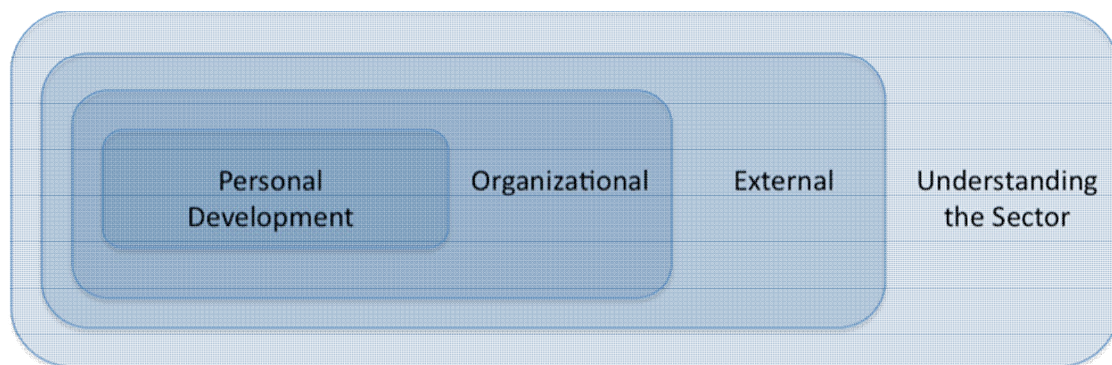 Personal
Development
Organizational
External
Understanding
the Sector